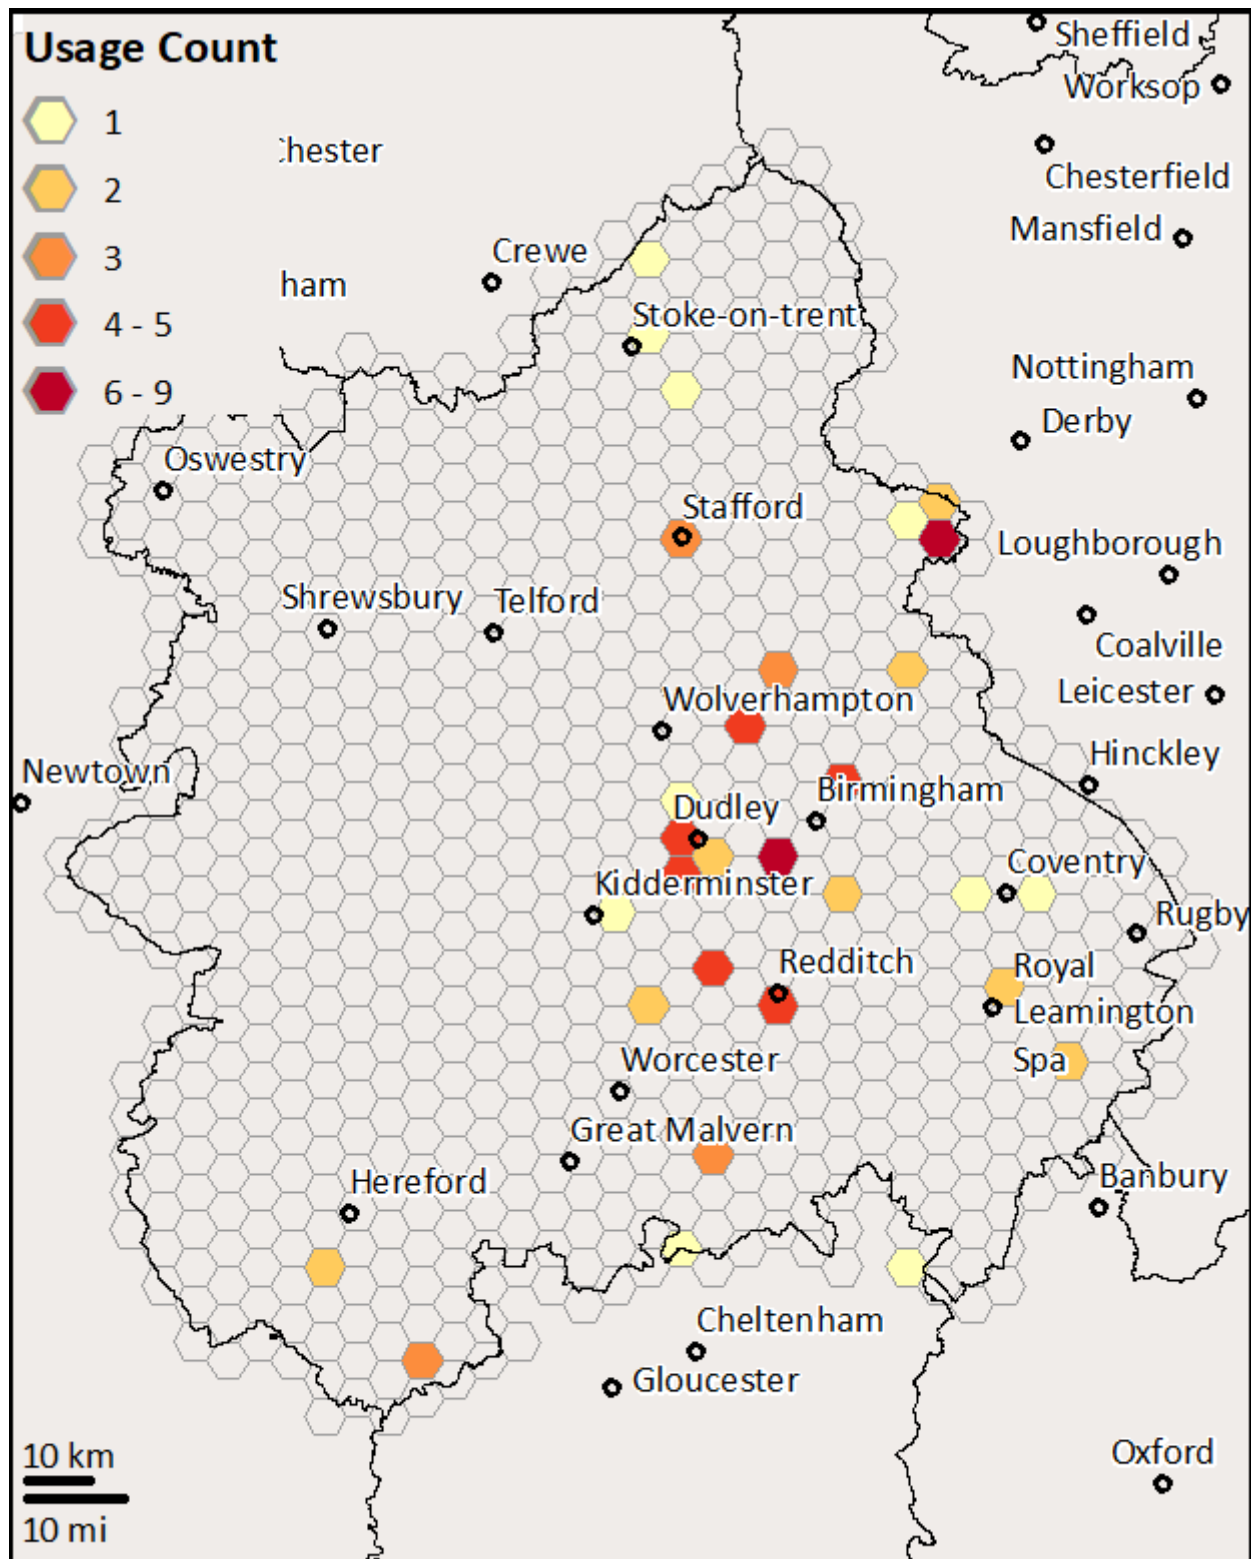 Usage Count
1
2
3
4 - 5
6 - 9
Sheffield
Worksop
Chester
Chesterfield
Mansfield
Crewe
ham
Stoke-on-trent
Nottingham
Derby
Oswestry
Stafford
Loughborough
Shrewsbury
Telford
Coalville
Leicester
Wolverhampton
Hinckley
Newtown
Birmingham
Dudley
Coventry
Kidderminster
Rugby
Redditch
Royal
Leamington
Spa
Worcester
Great Malvern
Banbury
Hereford
Cheltenham
Gloucester
10 km
10 mi
Oxford